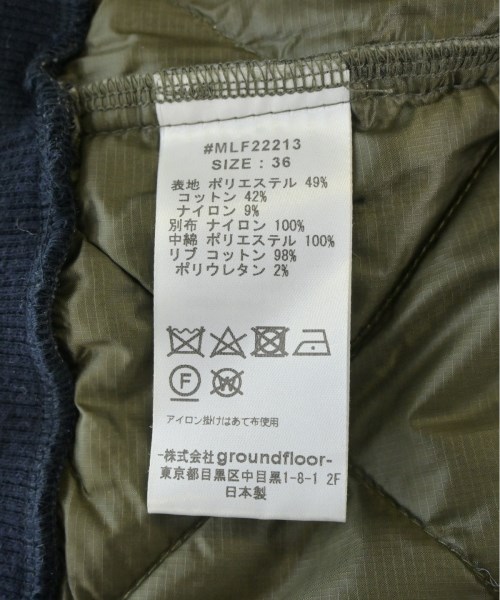 #MLF22213
SIZE : 36
表地 ポリエステル 49%
コットン 42%
ナイロン 9%
別布 ナイロン 100%
中綿 ポリエステル 100%
リブ コットン 98%
ポリウレタン 2%
F W
アイロン掛けはあて布使用
-株式会社groundfloor-
東京都目黒区中目黒1-8-1 2F
日本製